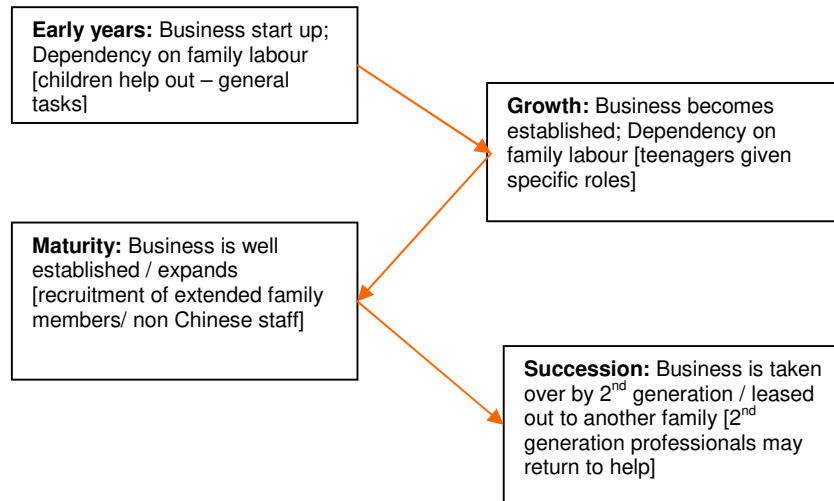 Early years: Business start up;
Dependency on family labour
[children help out – general
tasks]
Growth: Business becomes
established; Dependency on
family labour [teenagers given
specific roles]
Maturity: Business is well
established / expands
[recruitment of extended family
members/ non Chinese staff]
Succession: Business is taken
over by 2nd generation / leased
out to another family [2nd
generation professionals may
return to help]